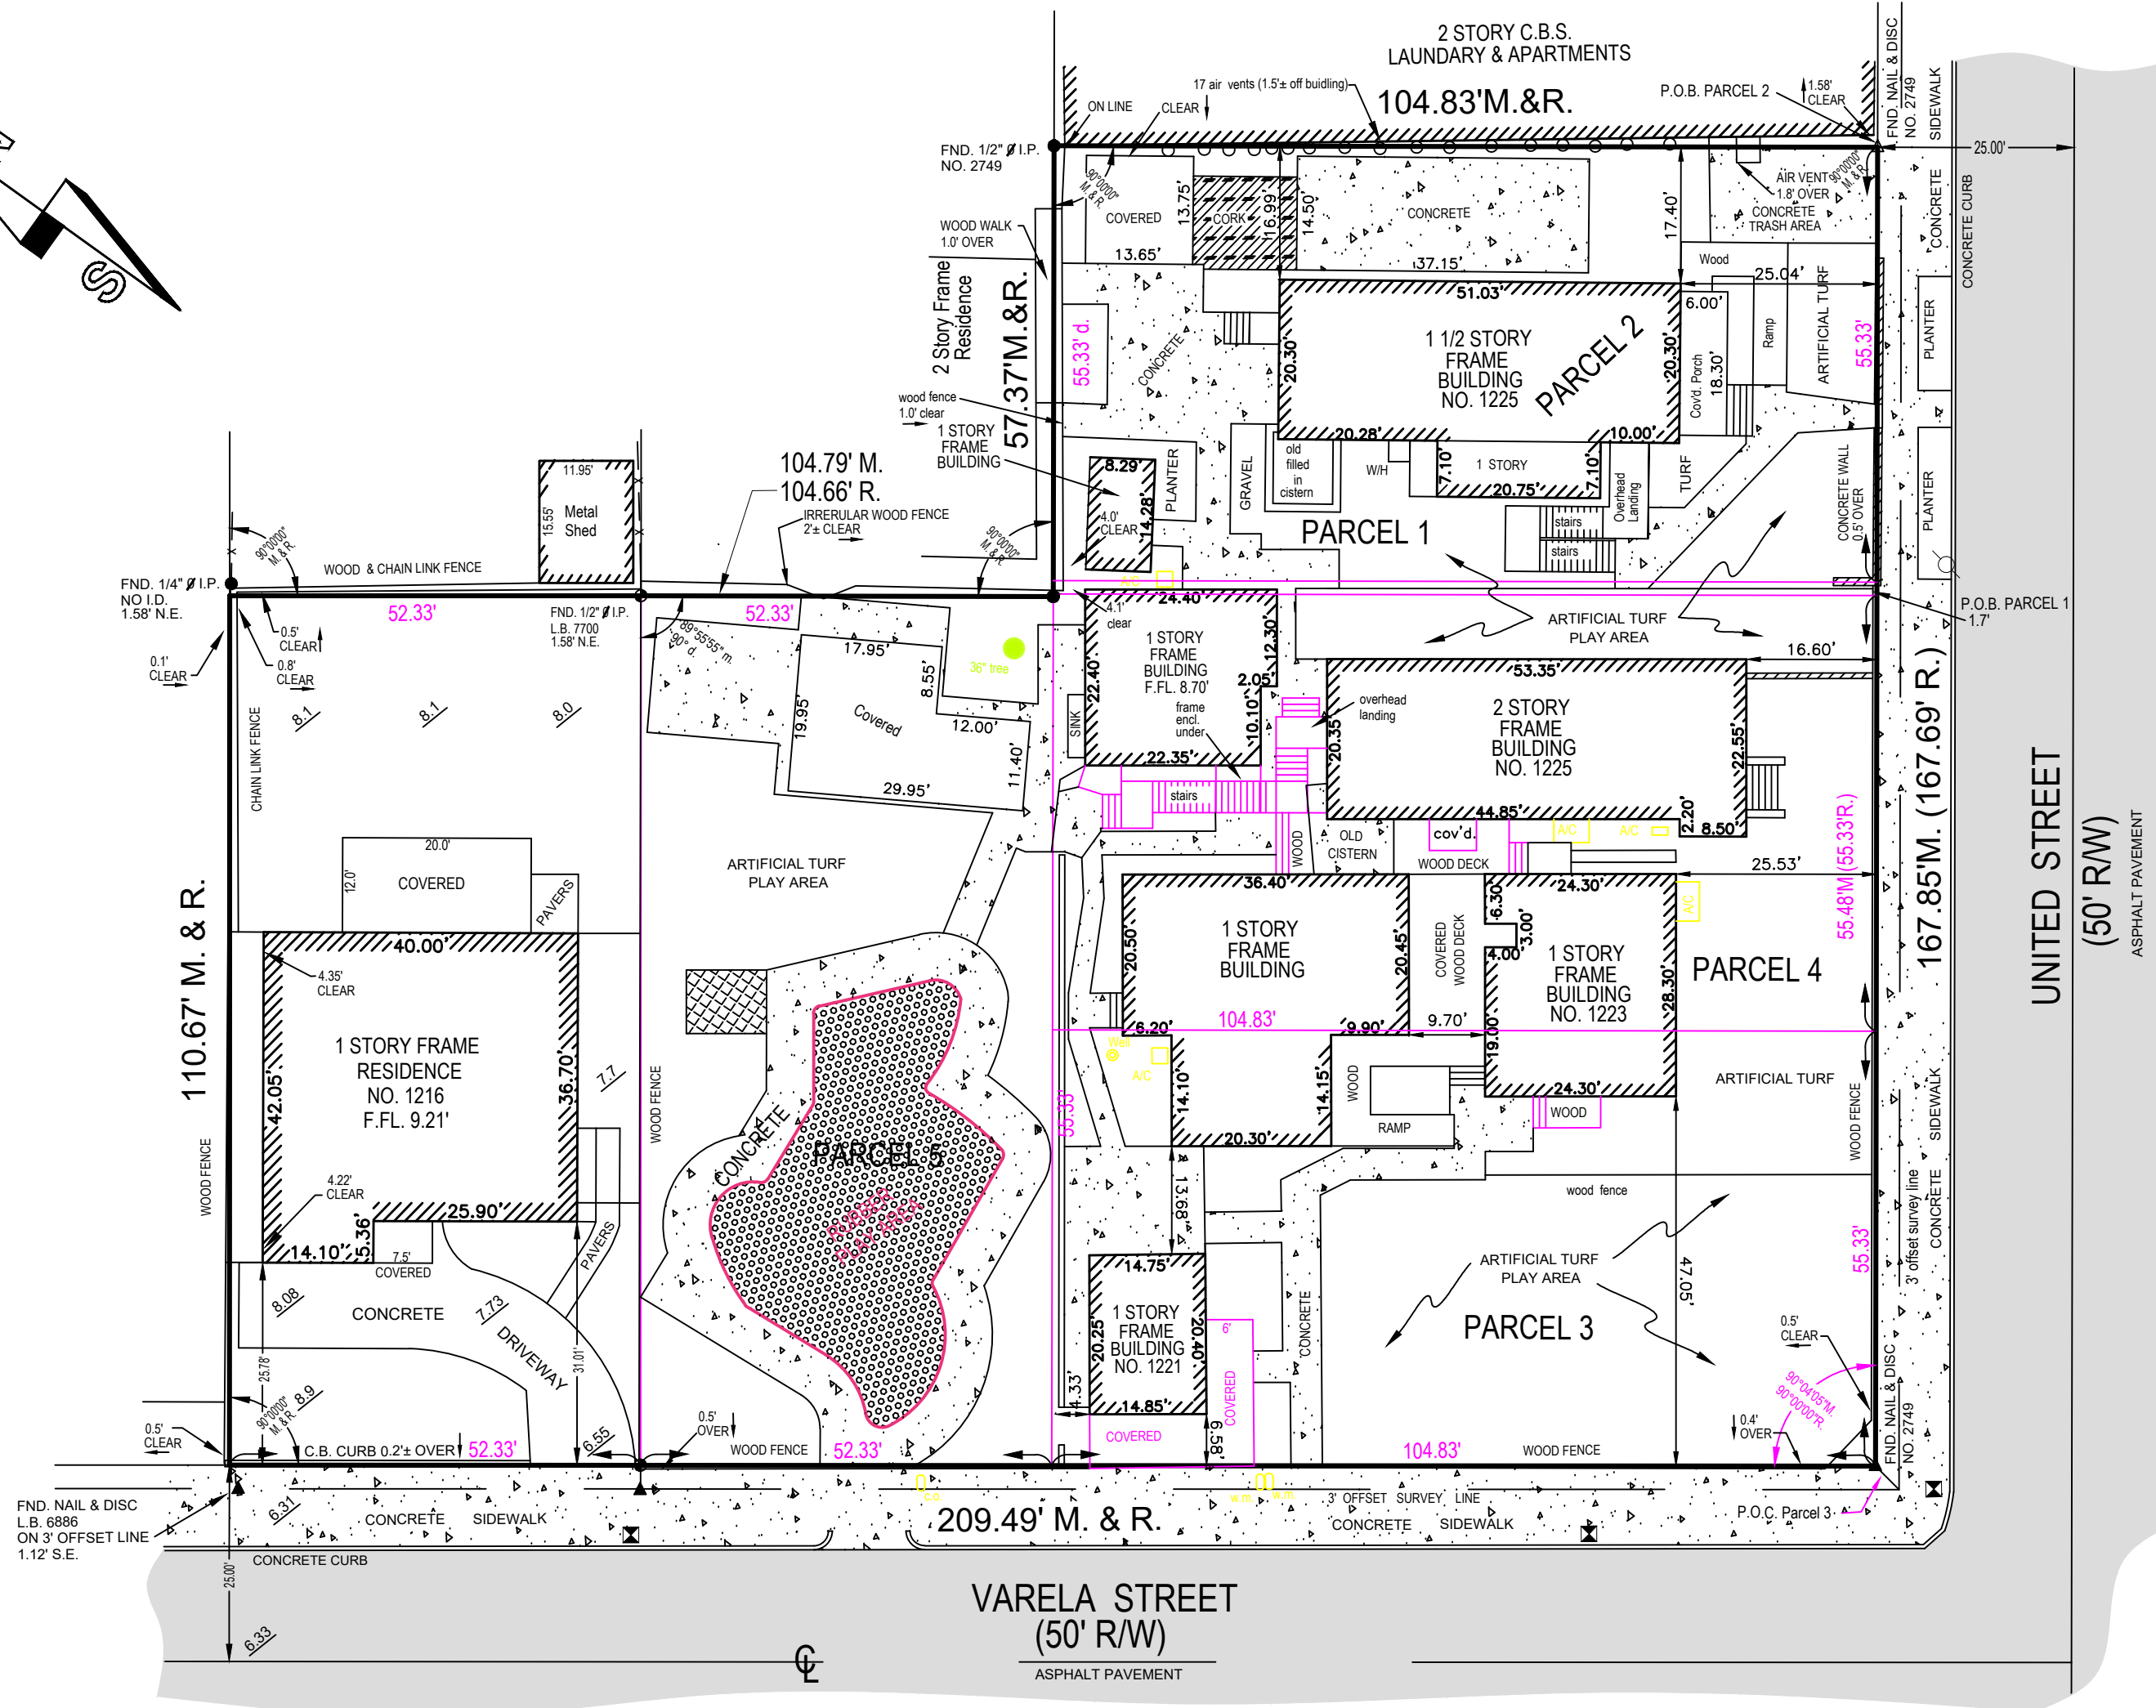 2 STORY C.B.S.
LAUNDARY & APARTMENTS
17 air vents (1.5'± off buidling)
104.83'M.&R.
P.O.B. PARCEL 2
1.58'
CLEAR
FND. NAIL & DISC
NO. 2749
SIDEWALK
ON LINE
CLEAR
FND. 1/2" Ø I.P.
NO. 2749
90°00'00"
M. & R.
25.00'
S
COVERED
13.75'
CORK
16.99'
14.50'
CONCRETE
17.40'
AIR VENT
1.8' OVER
90°00'00"
M. & R.
CONCRETE
TRASH AREA
CONCRETE
CONCRETE CURB
WOOD WALK
1.0' OVER
13.65'
37.15'
Wood
25.04'
2 Story Frame
Residence
57.37'M.&R.
55.33' d.
CONCRETE
51.03'
6.00'
20.30'
1 1/2 STORY
FRAME
BUILDING
NO. 1225
PARCEL 2
20.30'
Cov'd. Porch
18.30'
Ramp
ARTIFICIAL TURF
55.33'
PLANTER
wood fence
1.0' clear
1 STORY
FRAME
BUILDING
20.28'
10.00'
8.29'
14.28'
4.0'
CLEAR
PLANTER
GRAVEL
old
filled
in
cistern
W/H
7.10'
1 STORY
7.10'
20.75'
Overhead
Landing
TURF
CONCRETE WALL
0.5' OVER
PLANTER
stairs
stairs
PARCEL 1
11.95'
15.55'
Metal
Shed
104.79' M.
104.66' R.
IRRERULAR WOOD FENCE
2'± CLEAR
90°00'00"
M. & R.
90°00'00"
M. & R.
WOOD & CHAIN LINK FENCE
FND. 1/4" Ø I.P.
NO I.D.
1.58' N.E.
52.33'
FND. 1/2" Ø I.P.
L.B. 7700
1.58' N.E.
52.33'
A/C
24.40'
4.1'
clear
P.O.B. PARCEL 1
1.7'
0.5'
CLEAR
0.8'
CLEAR
0.1'
CLEAR
89°55'55" m.
90° d.
17.95'
8.55'
36" tree
19.95'
Covered
12.00'
11.40'
29.95'
SINK
22.40'
1 STORY
FRAME
BUILDING
F.FL. 8.70'
12.30'
2.05'
10.10'
frame
encl.
under
22.35'
overhead
landing
ARTIFICIAL TURF
PLAY AREA
16.60'
53.35'
20.35'
2 STORY
FRAME
BUILDING
NO. 1225
22.55'
44.85'
2.20'
8.50'
167.85'M. (167.69' R.)
8.1
8.1
8.0
CHAIN LINK FENCE
stairs
WOOD
OLD
CISTERN
cov'd.
A/C
A/C
WOOD DECK
25.53'
55.48'M (55.33'R.)
UNITED STREET
(50' R/W)
ASPHALT PAVEMENT
20.0'
12.0'
COVERED
PAVERS
ARTIFICIAL TURF
PLAY AREA
110.67' M. & R.
40.00'
4.35'
CLEAR
1 STORY FRAME
RESIDENCE
NO. 1216
F.FL. 9.21'
42.05'
36.70'
7.7
WOOD FENCE
WOOD FENCE
36.40'
20.50'
1 STORY
FRAME
BUILDING
20.45'
COVERED
WOOD DECK
6.30'
3.00'
4.00'
24.30'
1 STORY
FRAME
BUILDING
NO. 1223
28.30'
A/C
PARCEL 4
104.83'
6.20'
9.90'
9.70'
19.00'
Well
A/C
14.10'
14.15'
WOOD
24.30'
WOOD
RAMP
20.30'
ARTIFICIAL TURF
WOOD FENCE
SIDEWALK
CONCRETE
PARCEL 5
RUBBER
PLAY AREA
55.33'
13.68'
wood fence
4.22'
CLEAR
25.90'
14.10'
5.36'
7.5'
COVERED
PAVERS
CONCRETE
DRIVEWAY
8.08
7.73
25.78'
31.01'
90°00'00"
M. & R.
8.9
6.55
14.75'
20.25'
1 STORY
FRAME
BUILDING
NO. 1221
20.40'
14.85'
4.33'
6.58'
6'
COVERED
COVERED
CONCRETE
ARTIFICIAL TURF
PLAY AREA
47.05'
PARCEL 3
55.33'
3' offset survey line
CONCRETE
0.5'
CLEAR
90°04'05"M.
90°00'00"R.
FND. NAIL & DISC
NO. 2749
0.5'
CLEAR
C.B. CURB 0.2'± OVER
52.33'
0.5'
OVER
WOOD FENCE
52.33'
104.83'
WOOD FENCE
0.4'
OVER
FND. NAIL & DISC
L.B. 6886
ON 3' OFFSET LINE
1.12' S.E.
6.31
CONCRETE SIDEWALK
c.o.
w.m.
w.m.
209.49' M. & R.
3' OFFSET SURVEY LINE
CONCRETE SIDEWALK
P.O.C. Parcel 3
CONCRETE CURB
25.00'
6.33
VARELA STREET
(50' R/W)
ASPHALT PAVEMENT